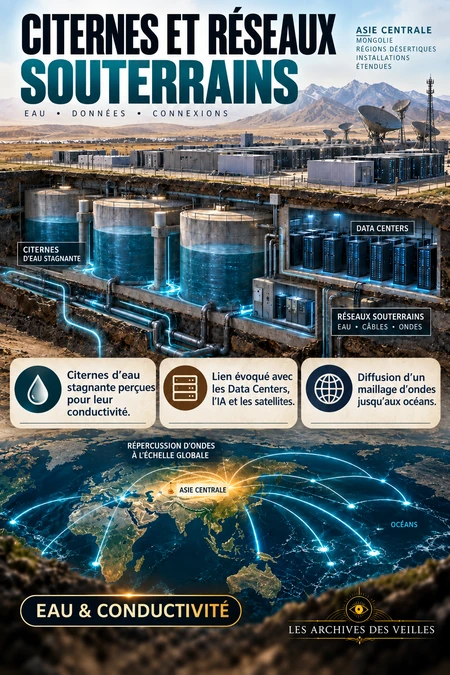 CITERNES ET RÉSEAUX
SOUTERRAINS
EAU • DONNÉES • CONNEXIONS
ASIE CENTRALE
MONGOLIE
RÉGIONS DÉSERTIQUES
INSTALLATIONS
ÉTENDUES
CITERNES
D'EAU STAGNANTE
DATA CENTERS
RÉSEAUX SOUTERRAINS
EAU • CÂBLES • ONDES
Citernes d'eau
stagnante perçues
pour leur
conductivité.
Lien évoqué avec
les Data Centers,
l'IA et les satellites.
Diffusion d'un
maillage d'ondes
jusqu'aux océans.
RÉPERCUSSION D'ONDES
À L'ÉCHELLE GLOBALE
ASIE CENTRALE
OCÉANS
EAU & CONDUCTIVITÉ
LES ARCHIVES DES VEILLES